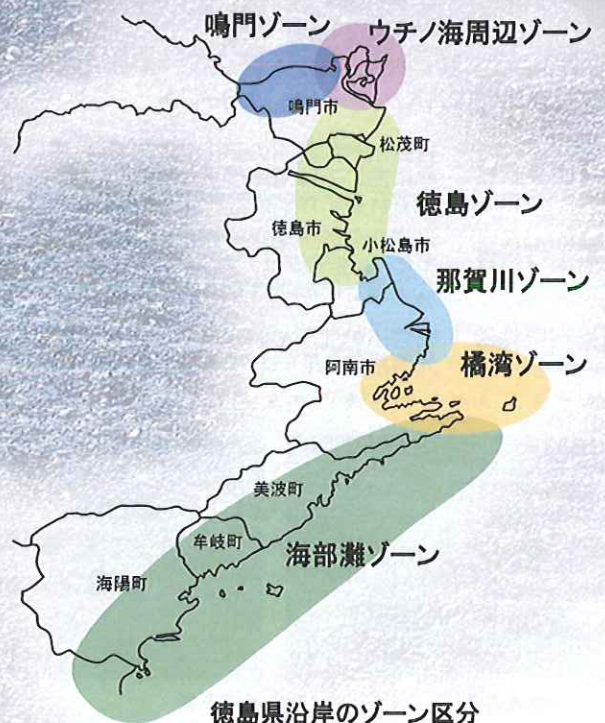 鳴門ゾーン
ウチノ海周辺ゾーン
鳴門市
松茂町
徳島ゾーン
徳島市
小松島市
那賀川ゾーン
阿南市
橘湾ゾーン
美波町
牟岐町
海部灘ゾーン
海陽町
徳島県沿岸のゾーン区分